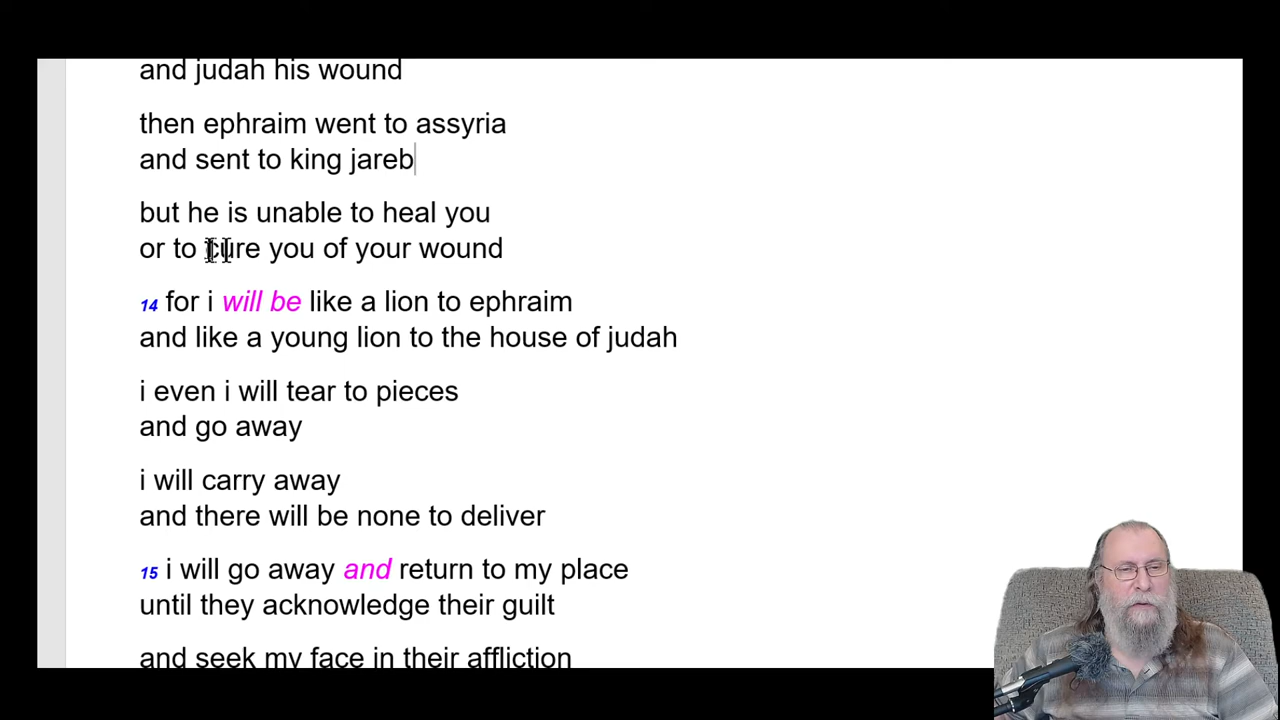 and judah his wound
then ephraim went to assyria
and sent to king jareb
but he is unable to heal you
or to cure you of your wound
14 for i will be like a lion to ephraim
and like a young lion to the house of judah
i even i will tear to pieces
and go away
i will carry away
and there will be none to deliver
15 i will go away and return to my place
until they acknowledge their guilt
and seek my face in their affliction